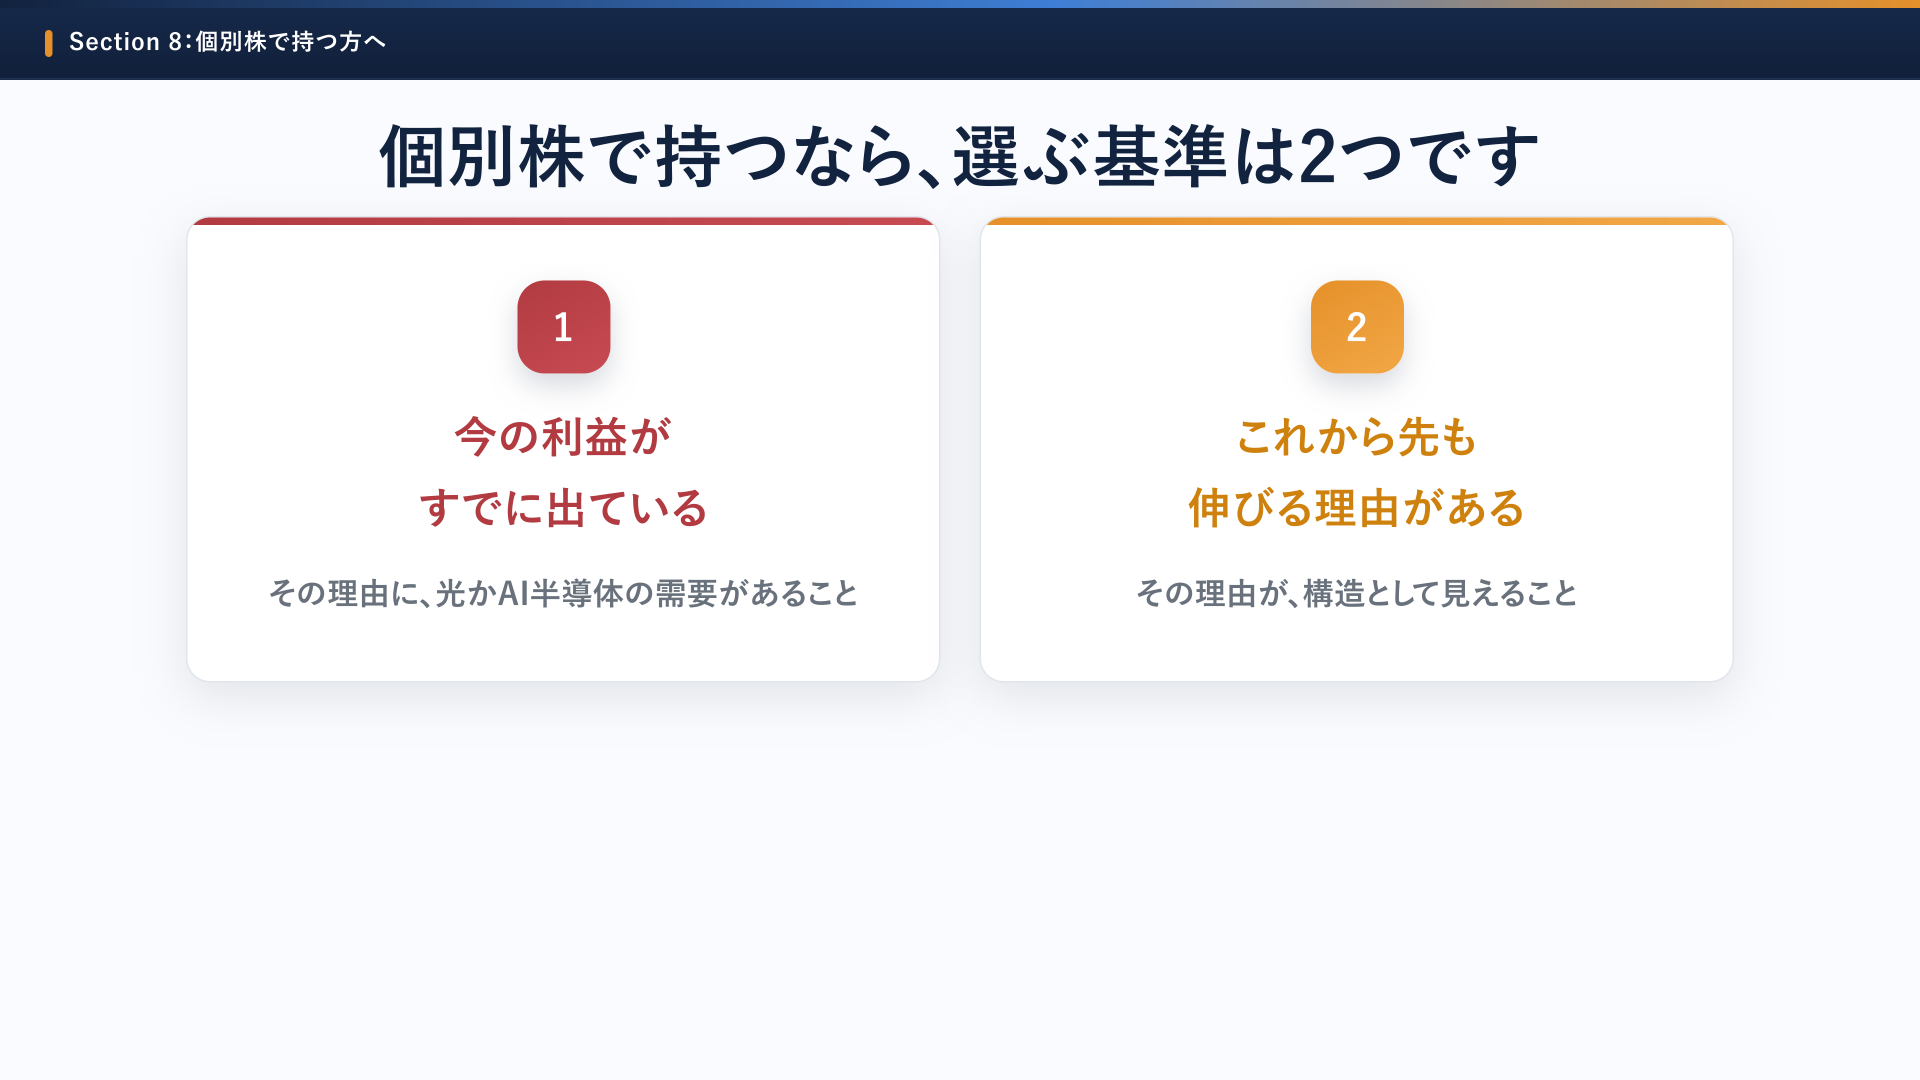 Section 8：個別株で持つ方へ
個別株で持つなら、選ぶ基準は2つです
1
今の利益が
すでに出ている
その理由に、光かAI半導体の需要があること
2
これから先も
伸びる理由がある
その理由が、構造として見えること